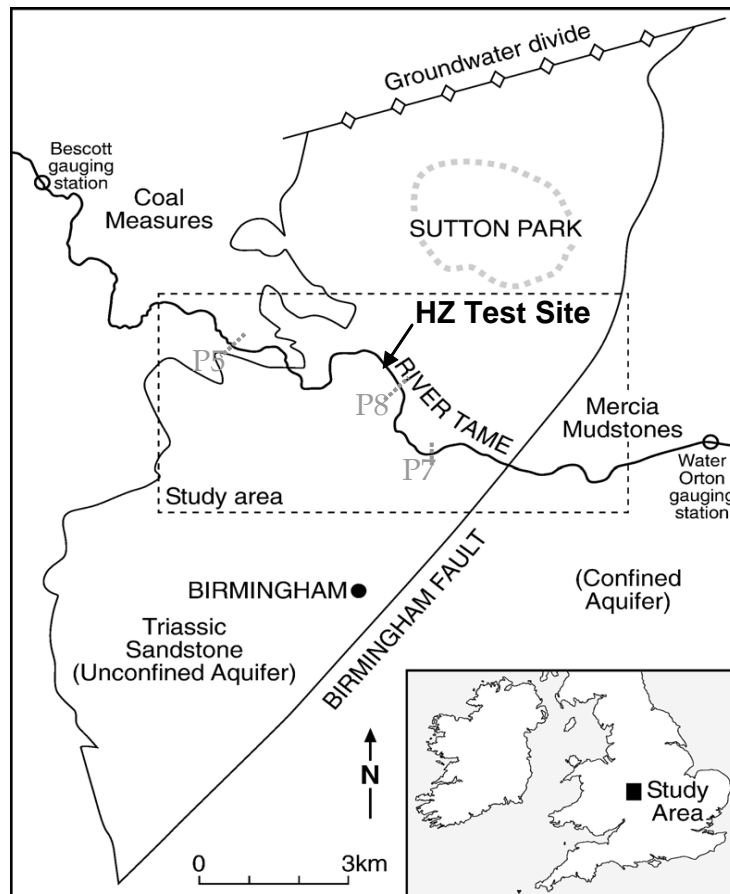 Groundwater divide
Bescott
gauging
station
Coal
Measures
SUTTON PARK
HZ Test Site
P5
RIVER TAME
P8
Mercia
Mudstones
P7
Water
Orton
gauging
station
Study area
BIRMINGHAM
BIRMINGHAM FAULT
(Confined
Aquifer)
Triassic
Sandstone
(Unconfined Aquifer)
N
0
3km
Study
Area